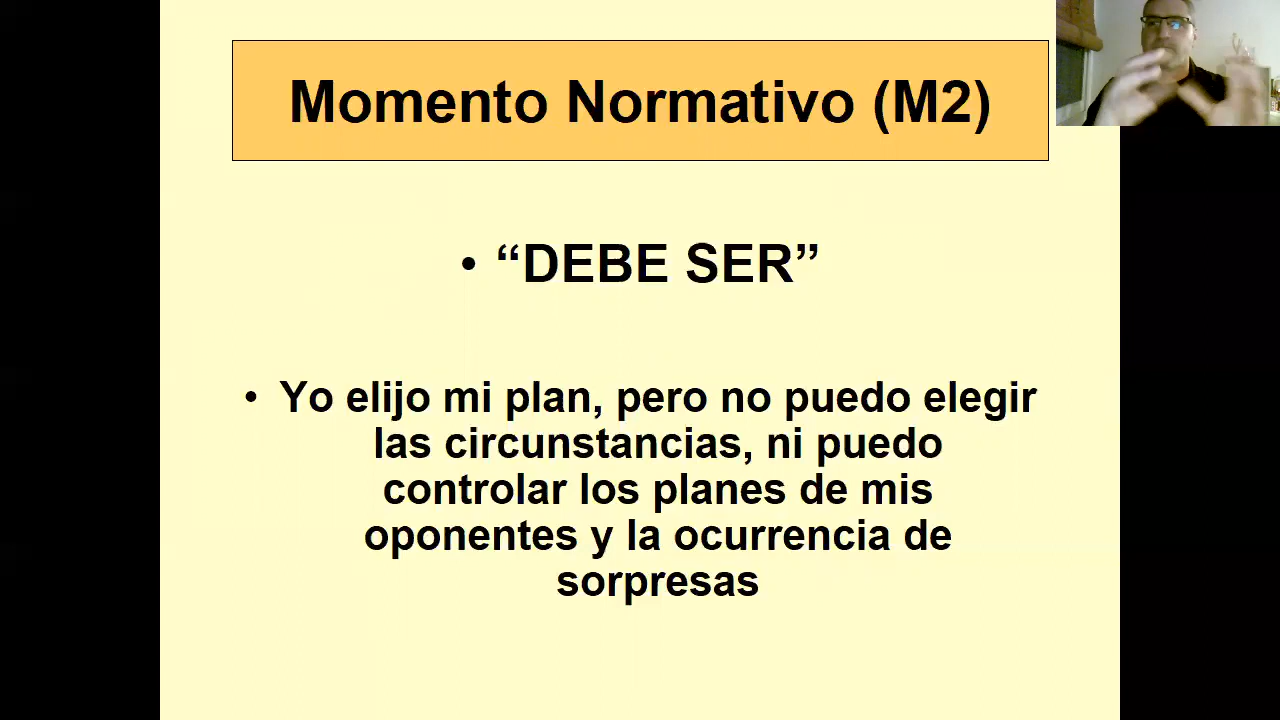 Momento Normativo (M2)
• “DEBE SER”
• Yo elijo mi plan, pero no puedo elegir
las circunstancias, ni puedo
controlar los planes de mis
oponentes y la ocurrencia de
sorpresas